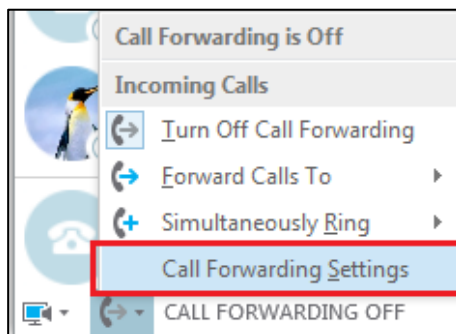 Call Forwarding is Off
Incoming Calls
Turn Off Call Forwarding
Forward Calls To
Simultaneously Ring
Call Forwarding Settings
CALL FORWARDING OFF